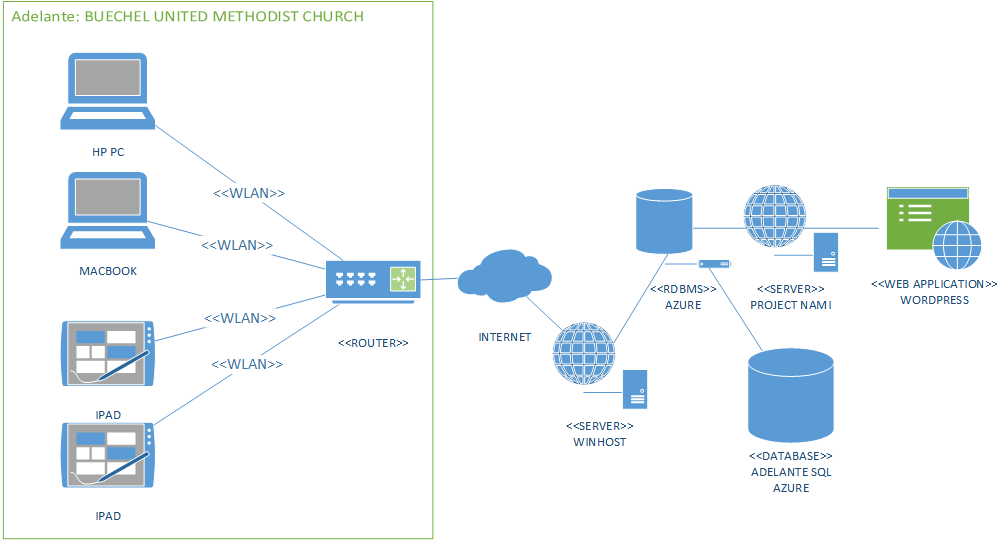 Adelante: BUECHEL UNITED METHODIST CHURCH
HP PC
<<WLAN>>
MACBOOK
<<WLAN>>
<<WLAN>>
<<WLAN>>
IPAD
IPAD
<<ROUTER>>
INTERNET
<<SERVER>>
WINHOST
<<RDBMS>>
AZURE
<<SERVER>>
PROJECT NAMI
<<WEB APPLICATION>>
WORDPRESS
<<DATABASE>>
ADELANTE SQL
AZURE